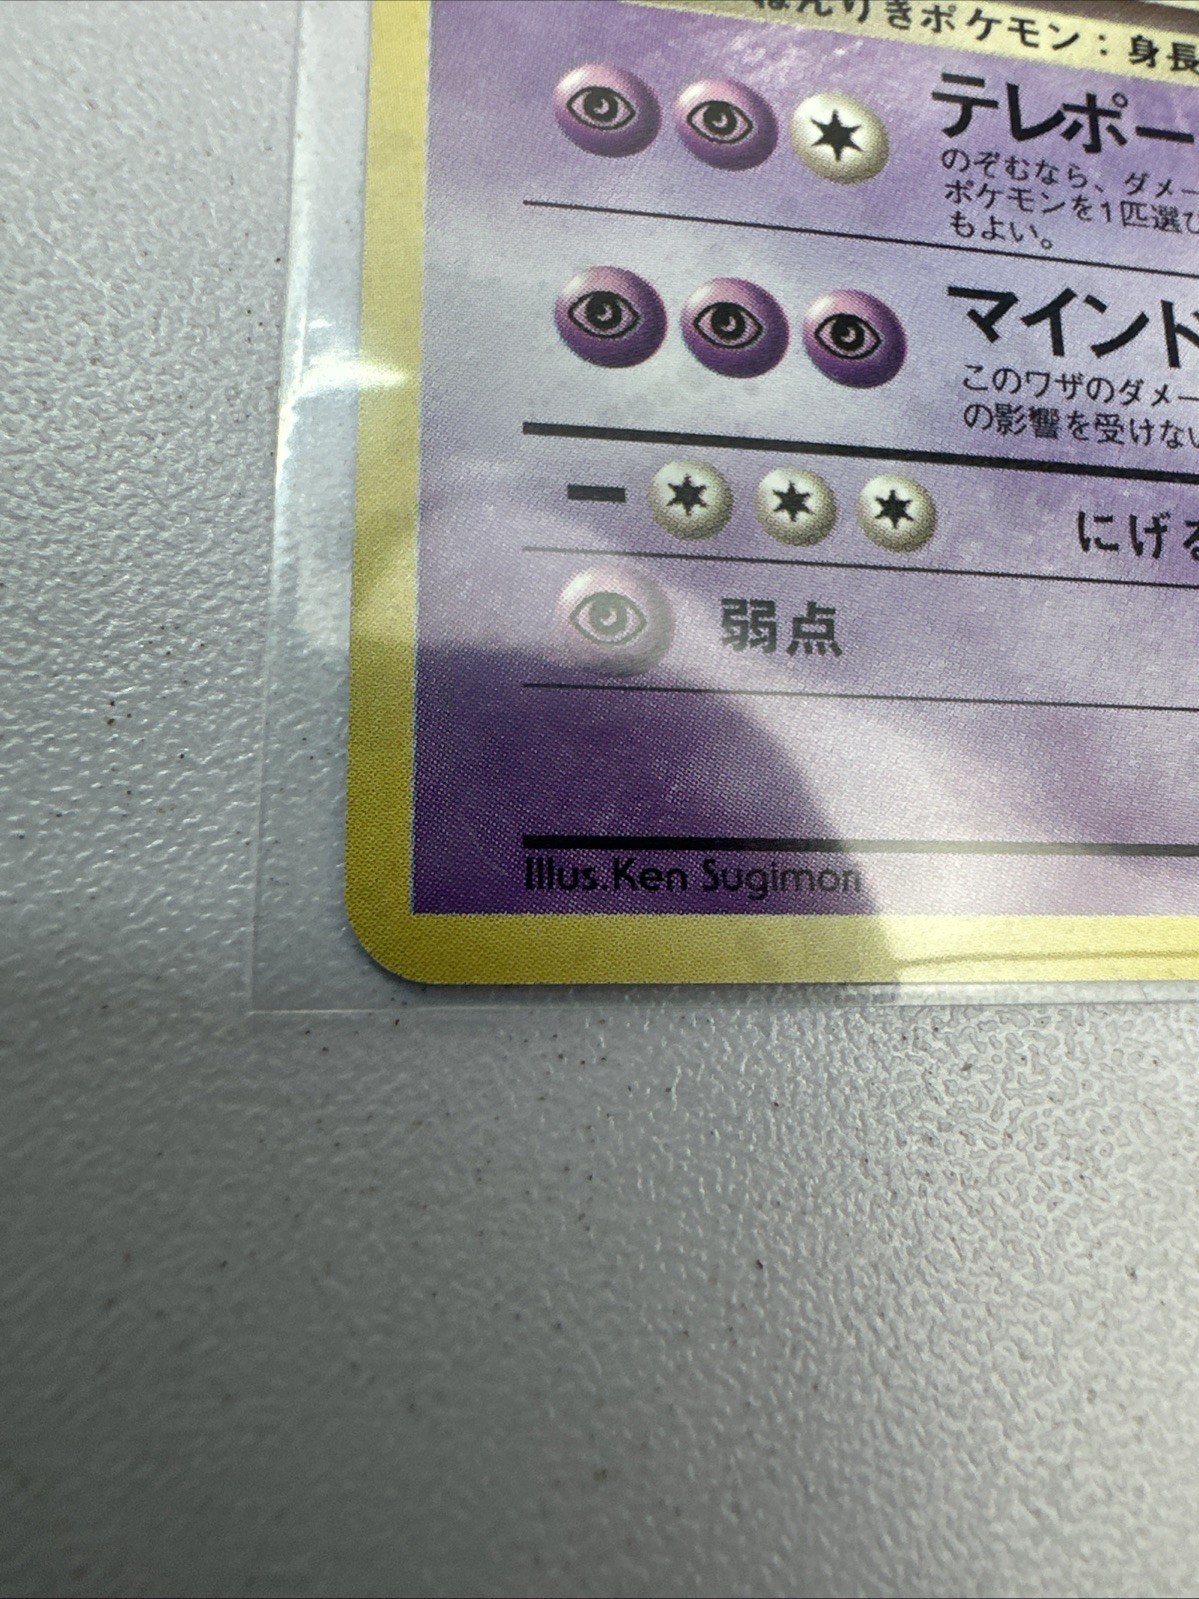 んりきポケモン：身長
テレポー
のぞむなら、ダメー
ポケモンを1匹選び
もよい。
マインド
このワザのダメー
の影響を受けない
にげる
弱点
Illus.Ken Sugimori